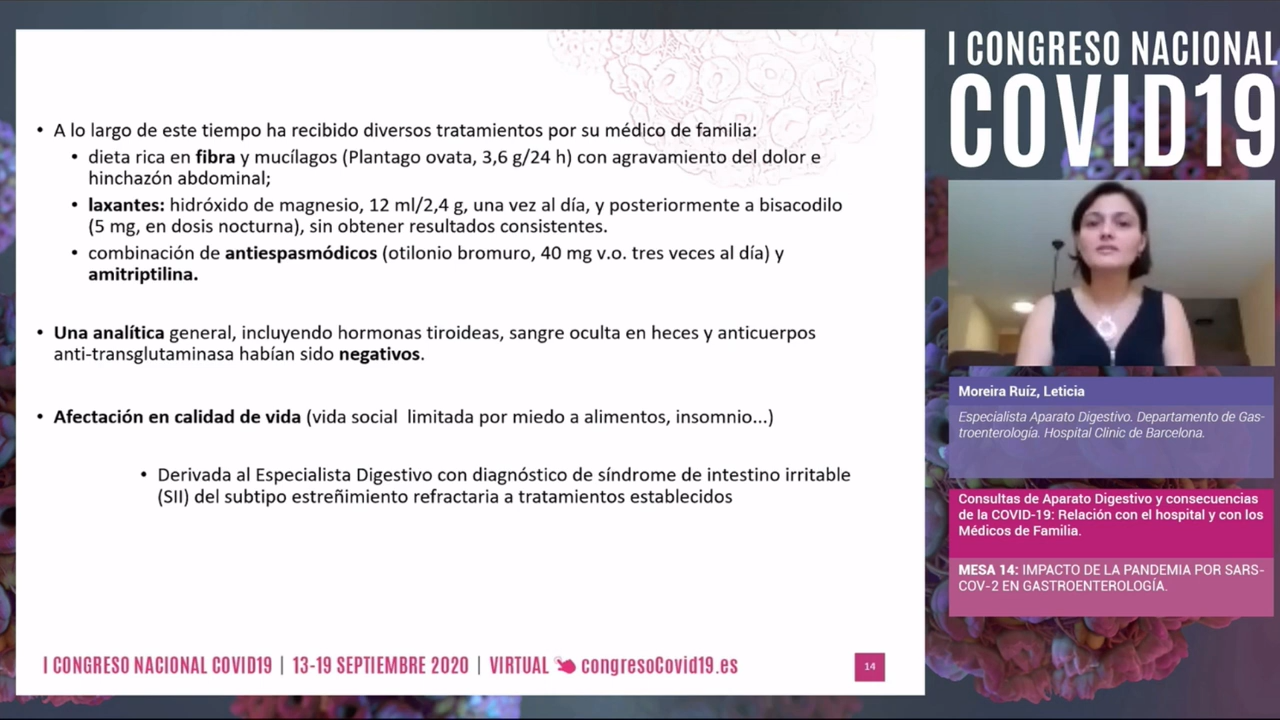 • A lo largo de este tiempo ha recibido diversos tratamientos por su médico de familia:
• dieta rica en fibra y mucílagos (Plantago ovata, 3,6 g/24 h) con agravamiento del dolor e
hinchazón abdominal;
• laxantes: hidróxido de magnesio, 12 ml/2,4 g, una vez al día, y posteriormente a bisacodilo
(5 mg, en dosis nocturna), sin obtener resultados consistentes.
• combinación de antiespasmódicos (otilonio bromuro, 40 mg v.o. tres veces al día) y
amitriptilina.
• Una analítica general, incluyendo hormonas tiroideas, sangre oculta en heces y anticuerpos
anti-transglutaminasa habían sido negativos.
• Afectación en calidad de vida (vida social limitada por miedo a alimentos, insomnio...)
• Derivada al Especialista Digestivo con diagnóstico de síndrome de intestino irritable
(SII) del subtipo estreñimiento refractaria a tratamientos establecidos
I CONGRESO NACIONAL COVID19 | 13-19 SEPTIEMBRE 2020 | VIRTUAL congresoCovid19.es
14
I CONGRESO NACIONAL
COVID19
Moreira Ruíz, Leticia
Especialista Aparato Digestivo. Departamento de Gas-
troenterología. Hospital Clinic de Barcelona.
Consultas de Aparato Digestivo y consecuencias
de la COVID-19: Relación con el hospital y con los
Médicos de Familia.
MESA 14: IMPACTO DE LA PANDEMIA POR SARS-
COV-2 EN GASTROENTEROLOGÍA.